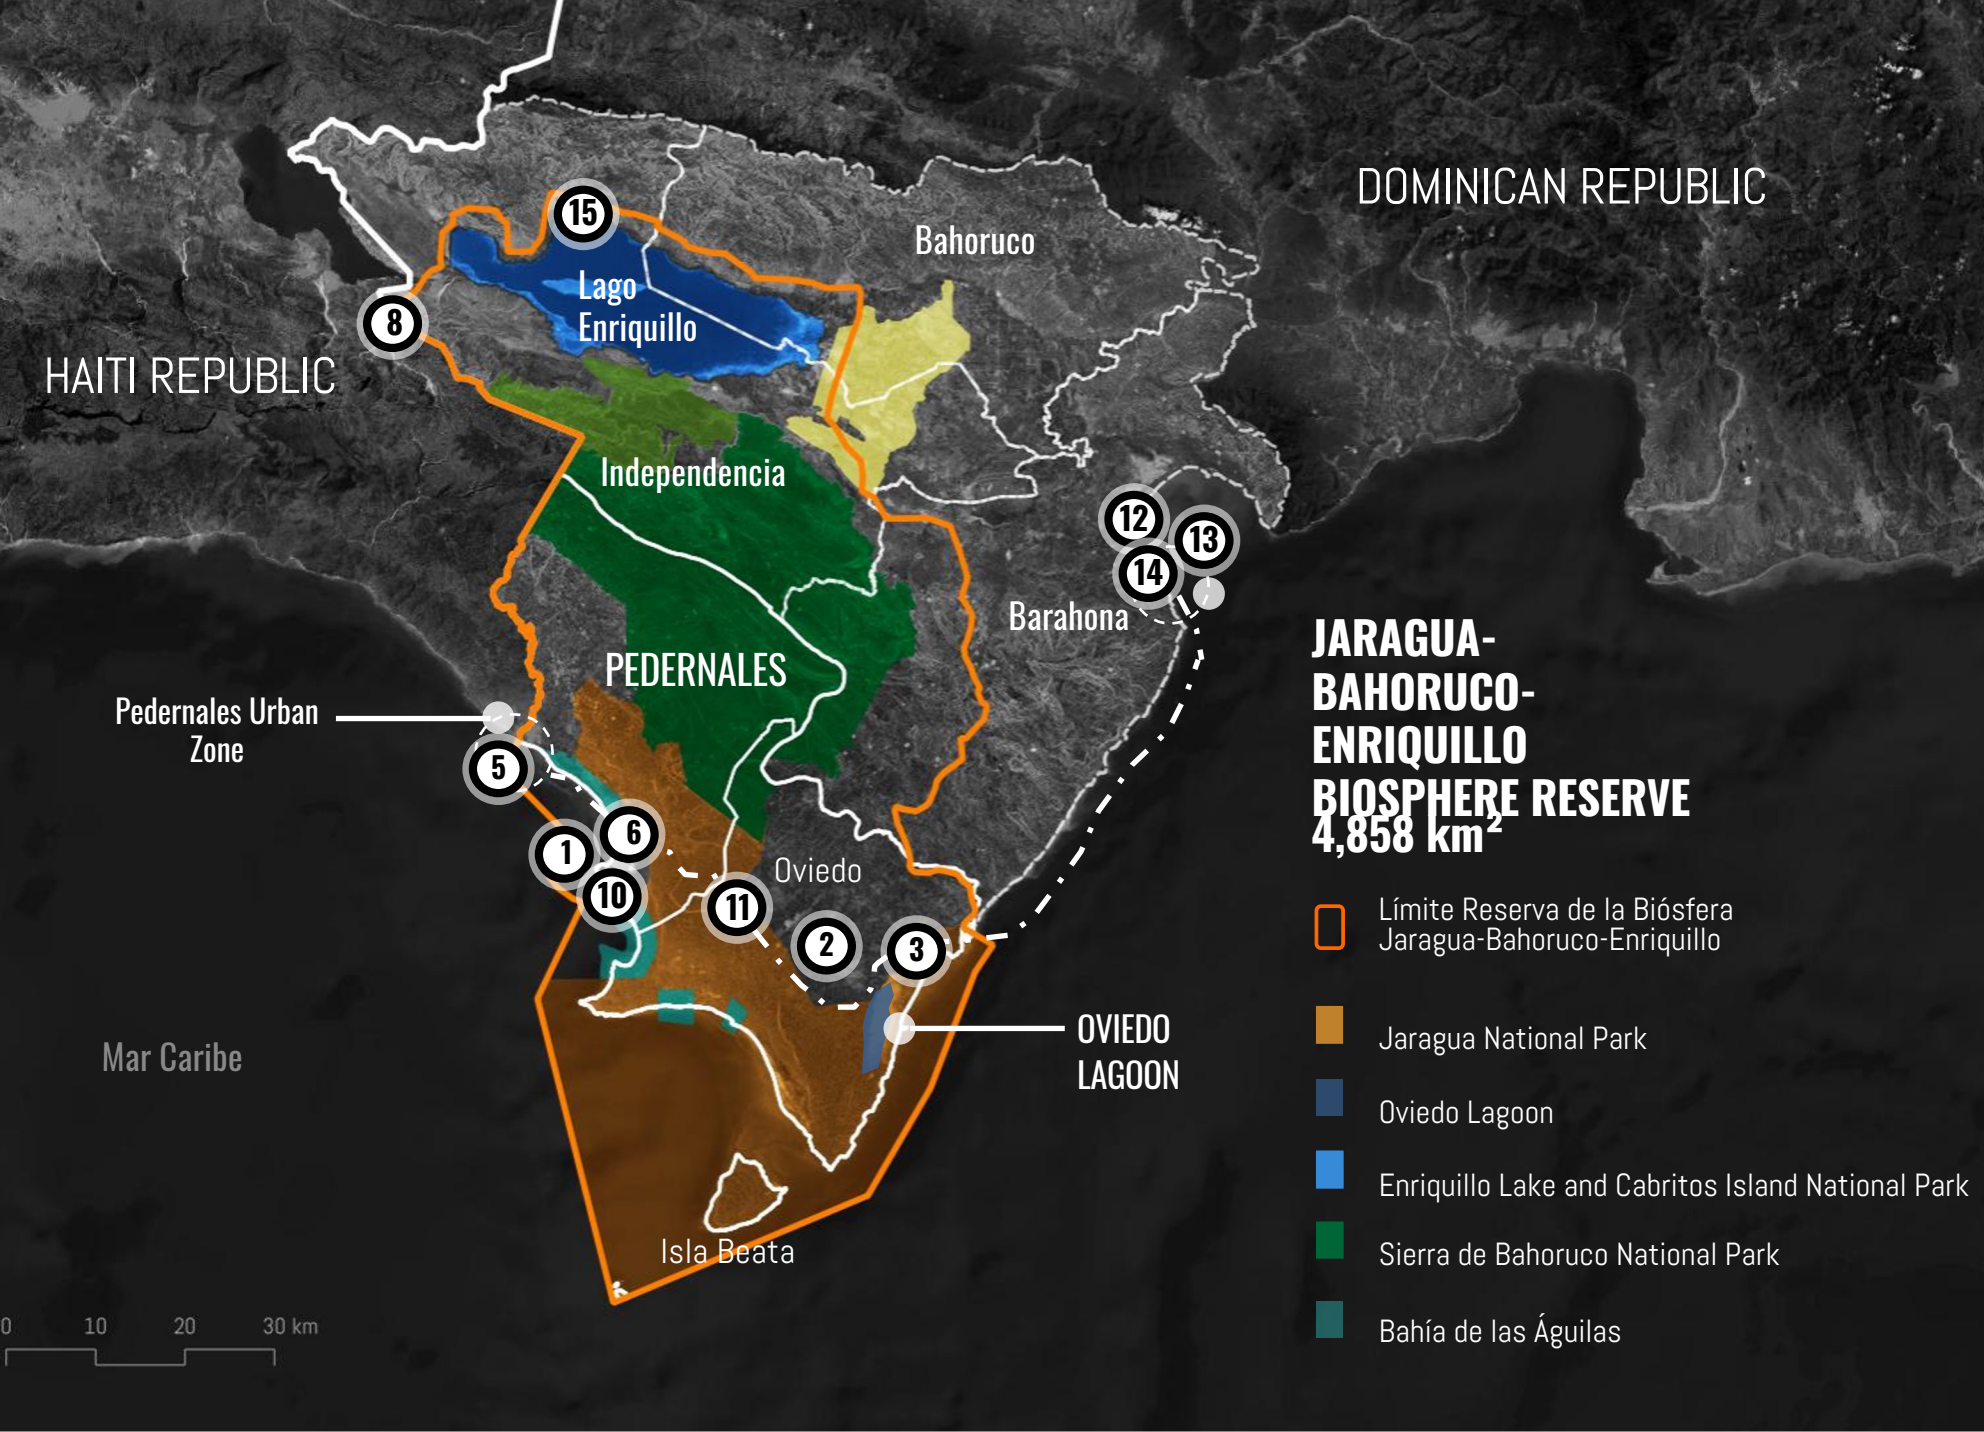 DOMINICAN REPUBLIC
15
Bahoruco
Lago
Enriquillo
8
HAITI REPUBLIC
Independencia
12
13
14
Barahona
PEDERNALES
Pedernales Urban
Zone
5
6
1
10
Oviedo
11
2
3
OVIEDO
LAGOON
Mar Caribe
Isla Beata
0 10 20 30 km
JARAGUA-
BAHORUCO-
ENRIQUILLO
BIOSPHERE RESERVE
4,858 km²
Límite Reserva de la Biósfera
Jaragua-Bahoruco-Enriquillo
Jaragua National Park
Oviedo Lagoon
Enriquillo Lake and Cabritos Island National Park
Sierra de Bahoruco National Park
Bahía de las Águilas